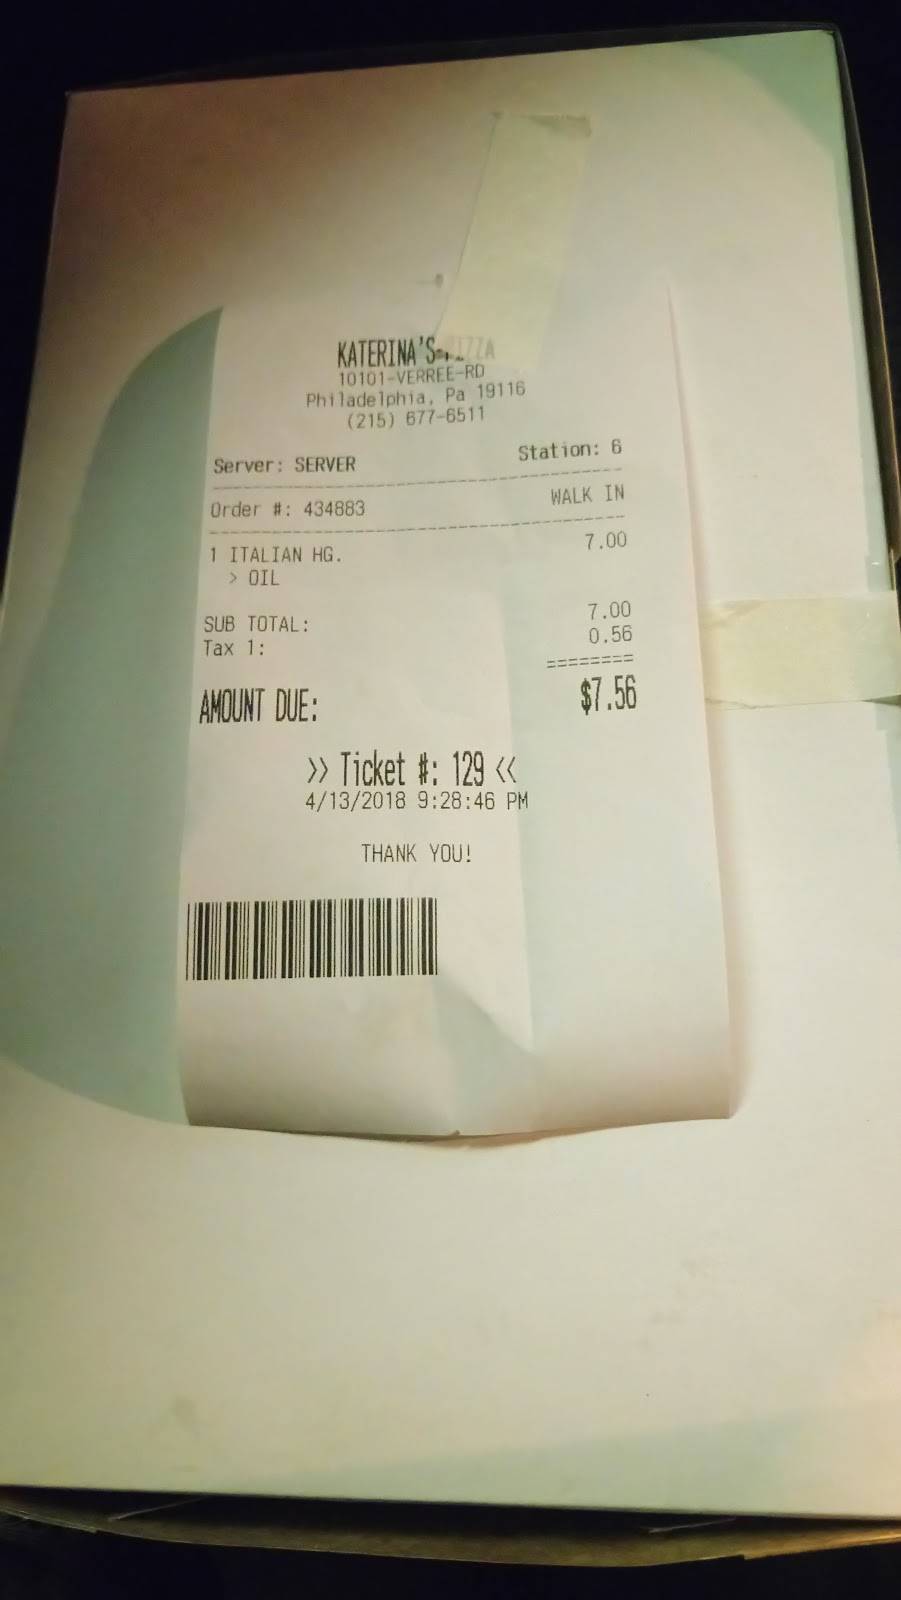 KATERINA'S PIZZA
10101-VERREE-RD
Philadelphia, Pa 19116
(215) 677-6511
Server: SERVER Station: 6
Order #: 434883 WALK IN
1 ITALIAN HG. 7.00
> OIL
SUB TOTAL: 7.00
Tax 1: 0.56
========
AMOUNT DUE: $7.56
>> Ticket #: 129 <<
4/13/2018 9:28:46 PM
THANK YOU!